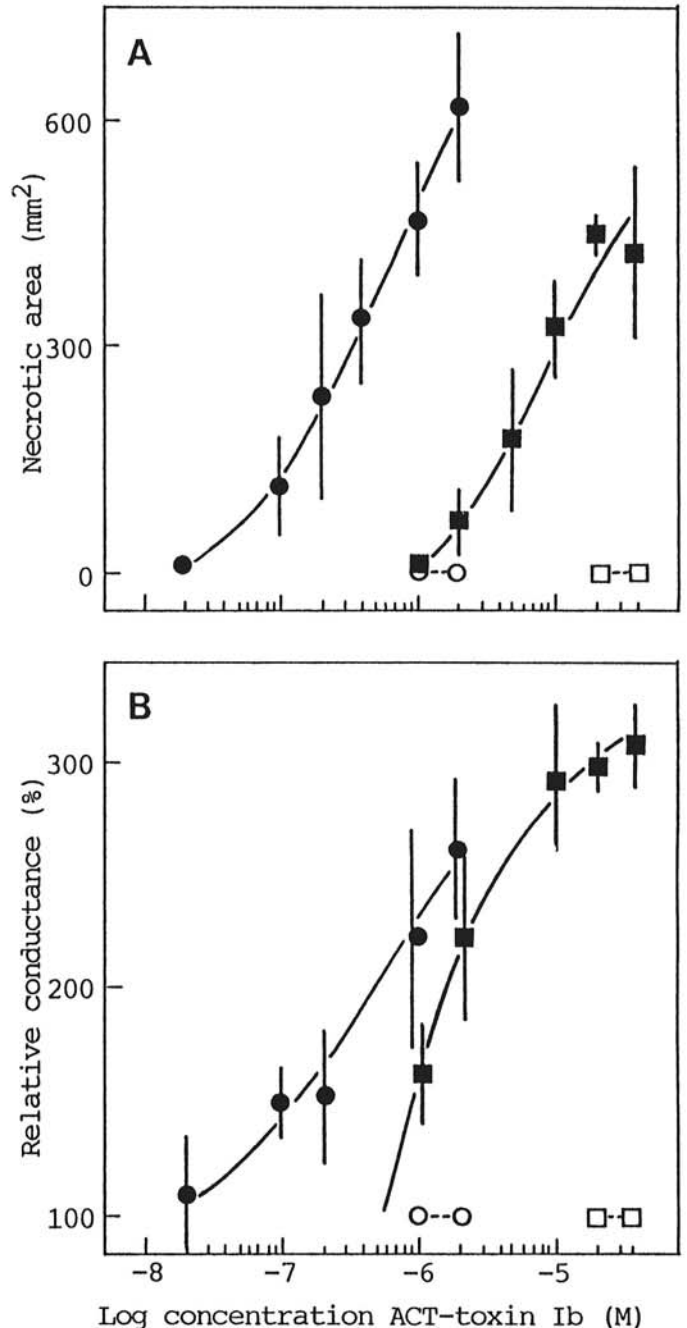 A
600
300
0
Necrotic area (mm²)
B
300
200
100
Relative conductance (%)
-8 -7 -6 -5
Log concentration ACT-toxin Ib (M)